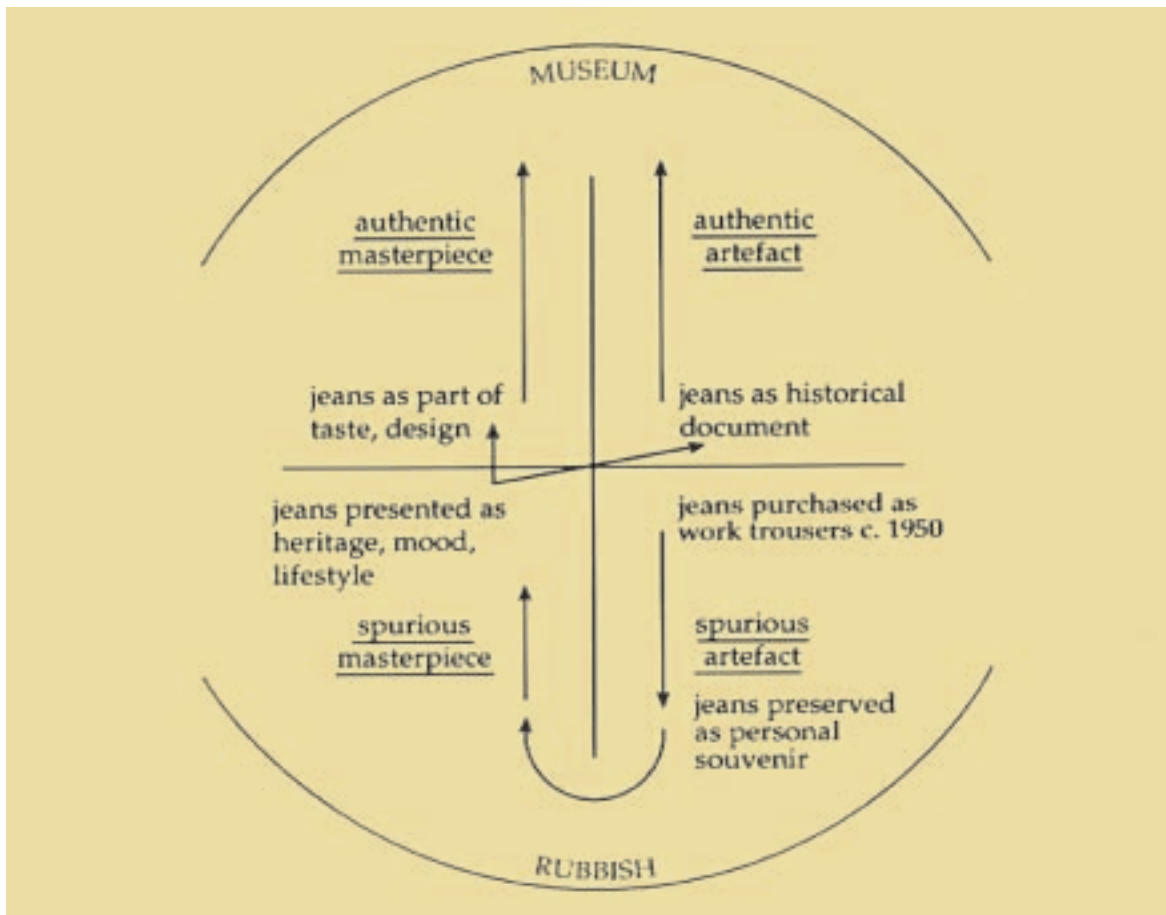 MUSEUM
authentic
masterpiece
authentic
artefact
jeans as part of
taste, design
jeans as historical
document
jeans presented as
heritage, mood,
lifestyle
jeans purchased as
work trousers c. 1950
spurious
masterpiece
spurious
artefact
jeans preserved
as personal
souvenir
RUBBISH